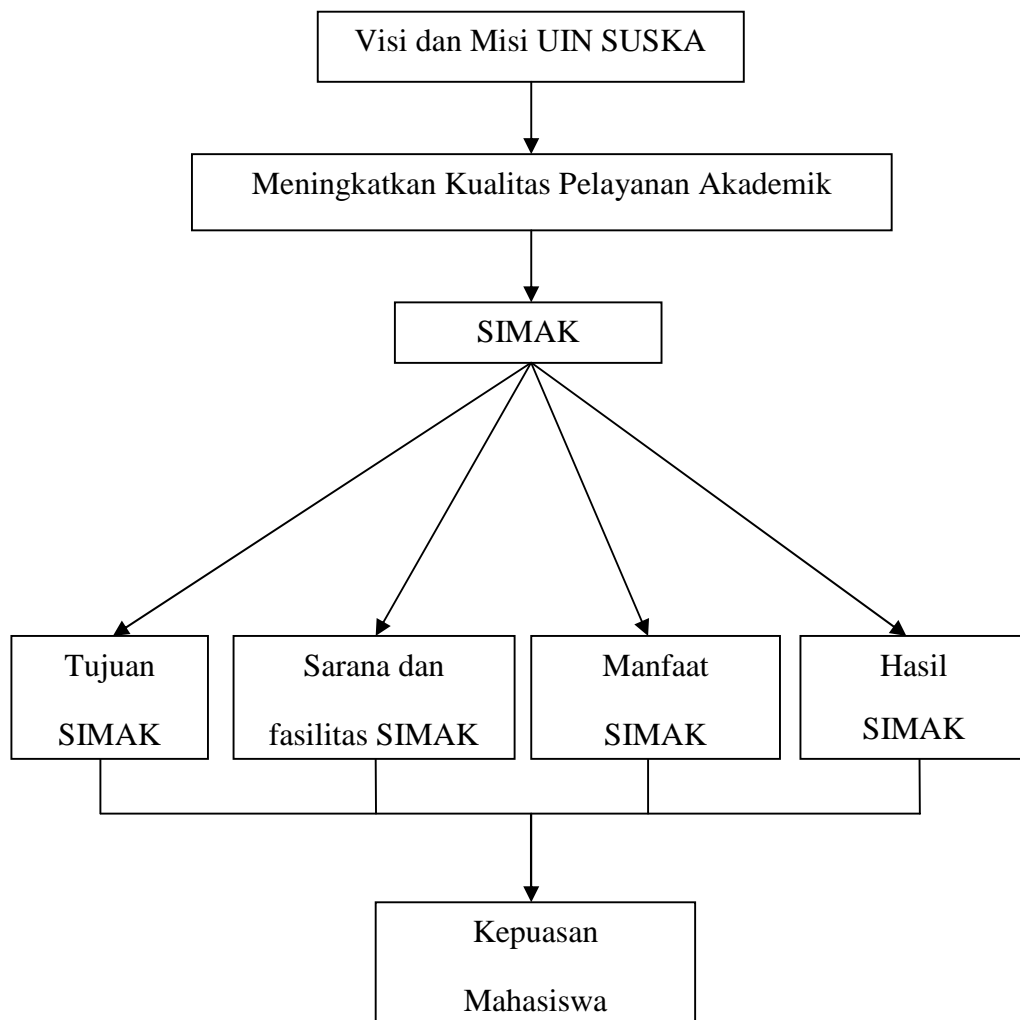 Visi dan Misi UIN SUSKA
Meningkatkan Kualitas Pelayanan Akademik
SIMAK
Tujuan
SIMAK
Sarana dan
fasilitas SIMAK
Manfaat
SIMAK
Hasil
SIMAK
Kepuasan
Mahasiswa